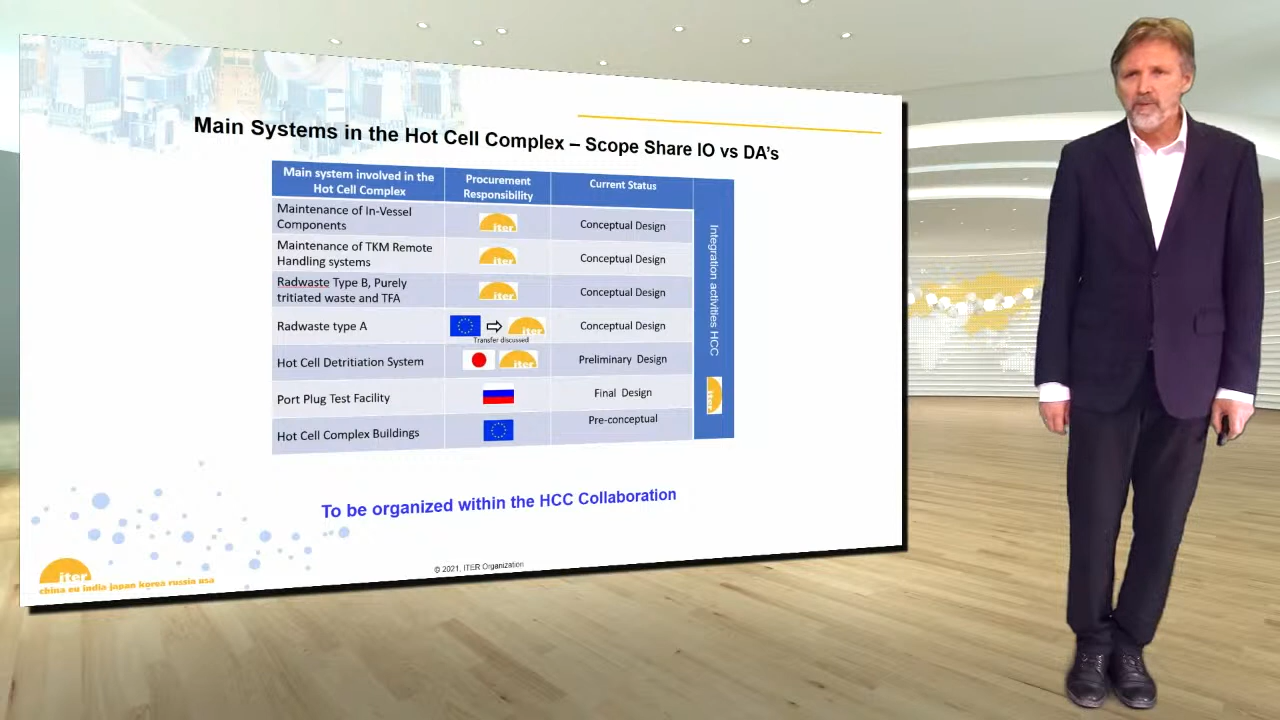 Main Systems in the Hot Cell Complex – Scope Share IO vs DA's
Main system involved in the
Hot Cell Complex
Procurement
Responsibility
Current Status
Maintenance of In-Vessel
Components
iter
Conceptual Design
Maintenance of TKM Remote
Handling systems
iter
Conceptual Design
Radwaste Type B, Purely
tritiated waste and TFA
iter
Conceptual Design
Radwaste type A
iter
Transfer discussed
Conceptual Design
Hot Cell Detritiation System
iter
Preliminary Design
Port Plug Test Facility
Final Design
Hot Cell Complex Buildings
Pre-conceptual
Integration activities HCC
iter
To be organized within the HCC Collaboration
iter
china eu india japan korea russia usa
© 2021, ITER Organization